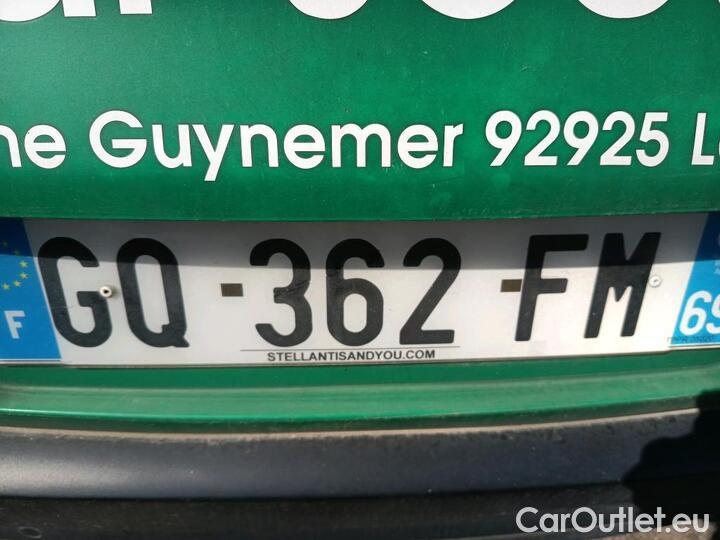 ne Guynemer 92925 L
GQ-362-FM
F
69
STELLANTISANDYOU.COM
CarOutlet.eu